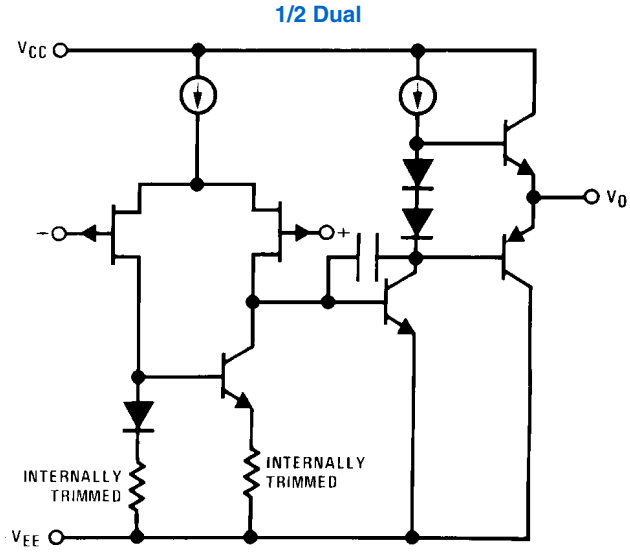 1/2 Dual
VCC
− +
VO
INTERNALLY
TRIMMED
INTERNALLY
TRIMMED
VEE